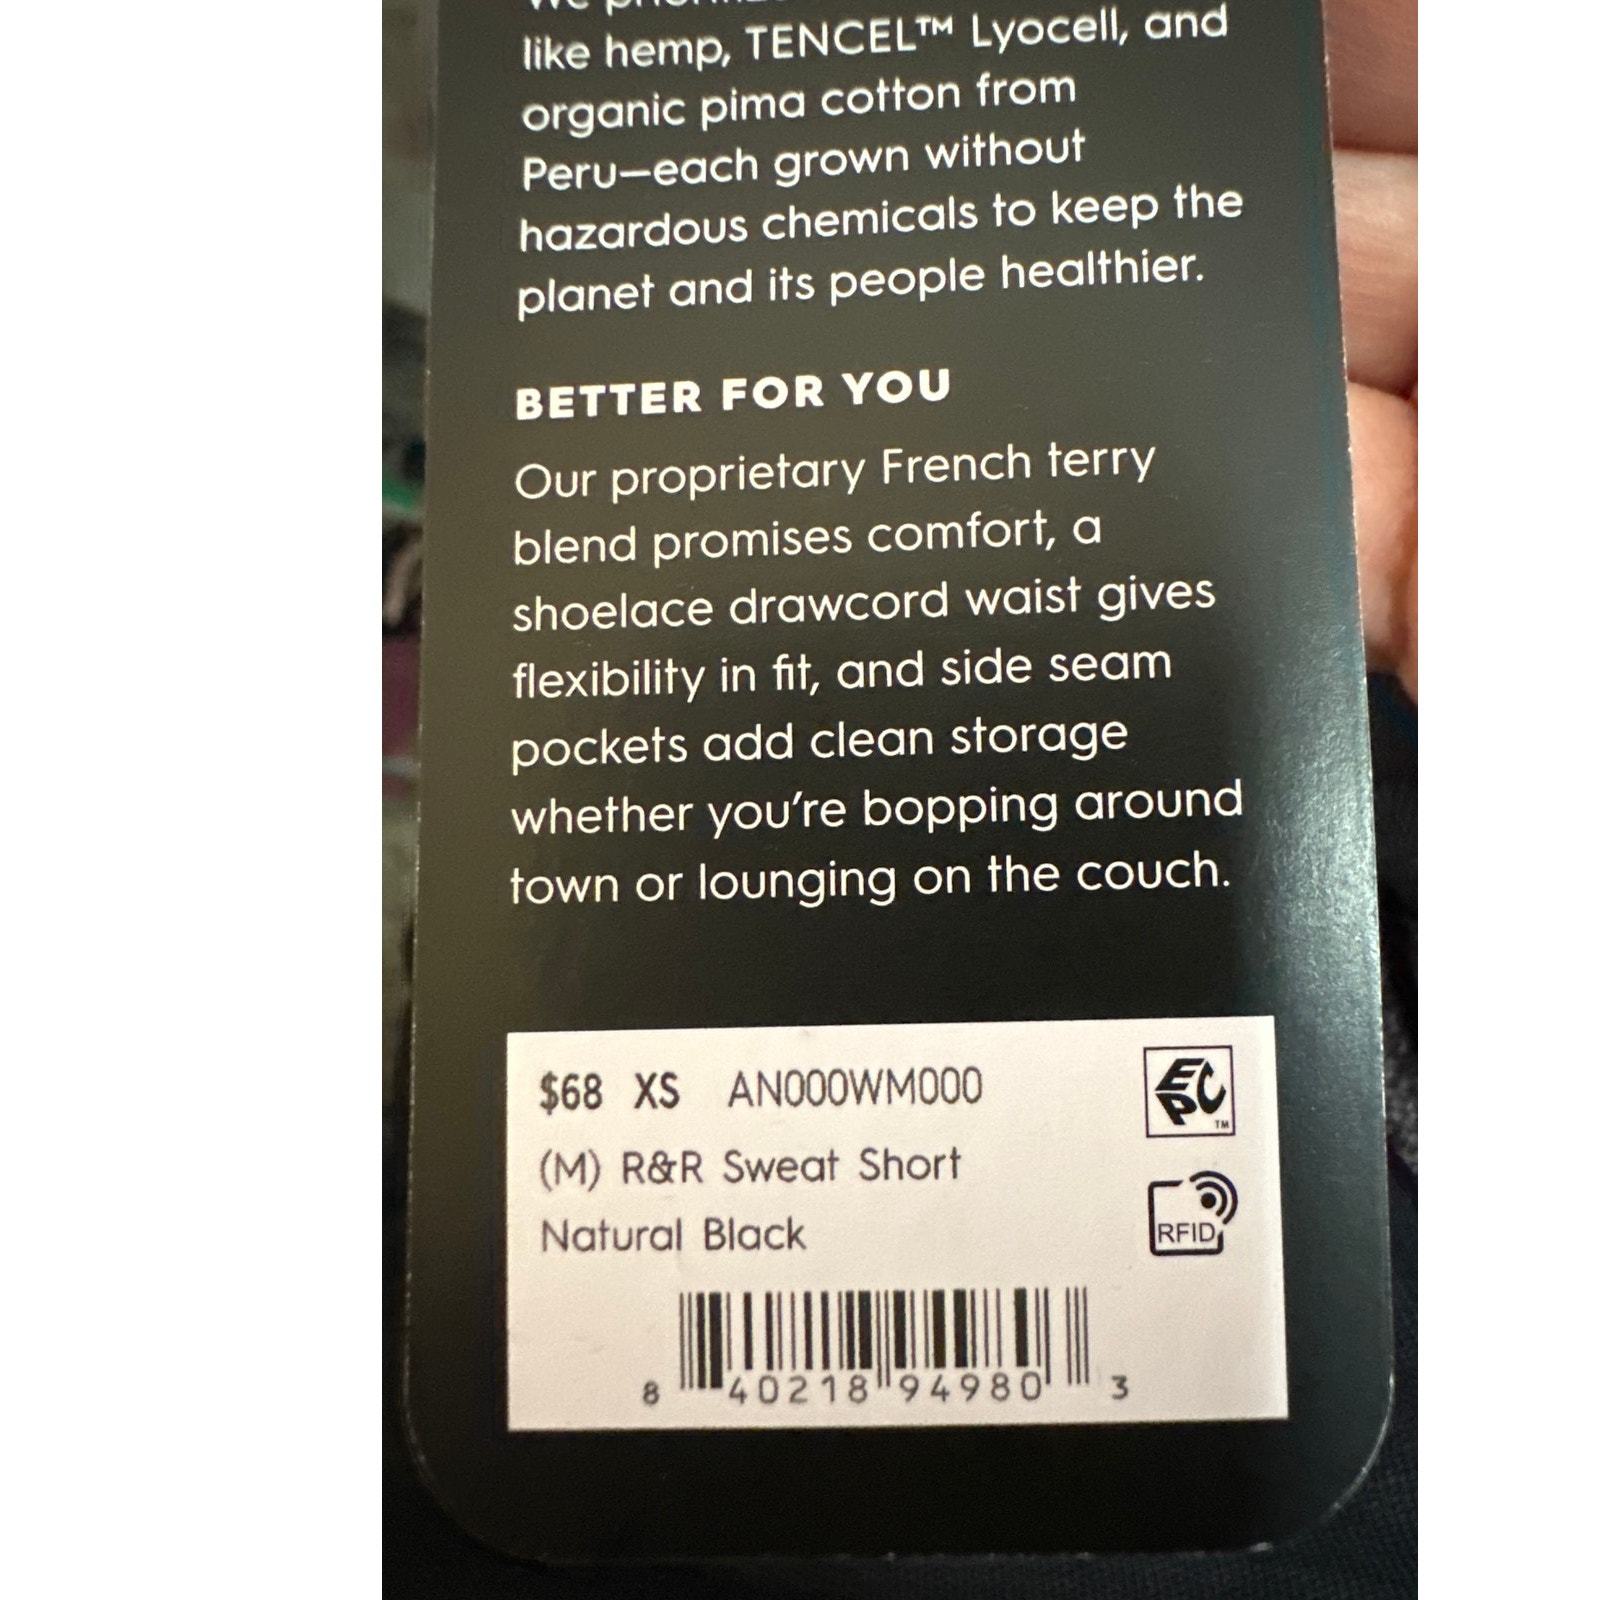 We
like hemp, TENCEL™ Lyocell, and
organic pima cotton from
Peru—each grown without
hazardous chemicals to keep the
planet and its people healthier.
BETTER FOR YOU
Our proprietary French terry
blend promises comfort, a
shoelace drawcord waist gives
flexibility in fit, and side seam
pockets add clean storage
whether you’re bopping around
town or lounging on the couch.
$68 XS AN000WM000
EPC™
(M) R&R Sweat Short
RFID
Natural Black
8 40218 94980 3